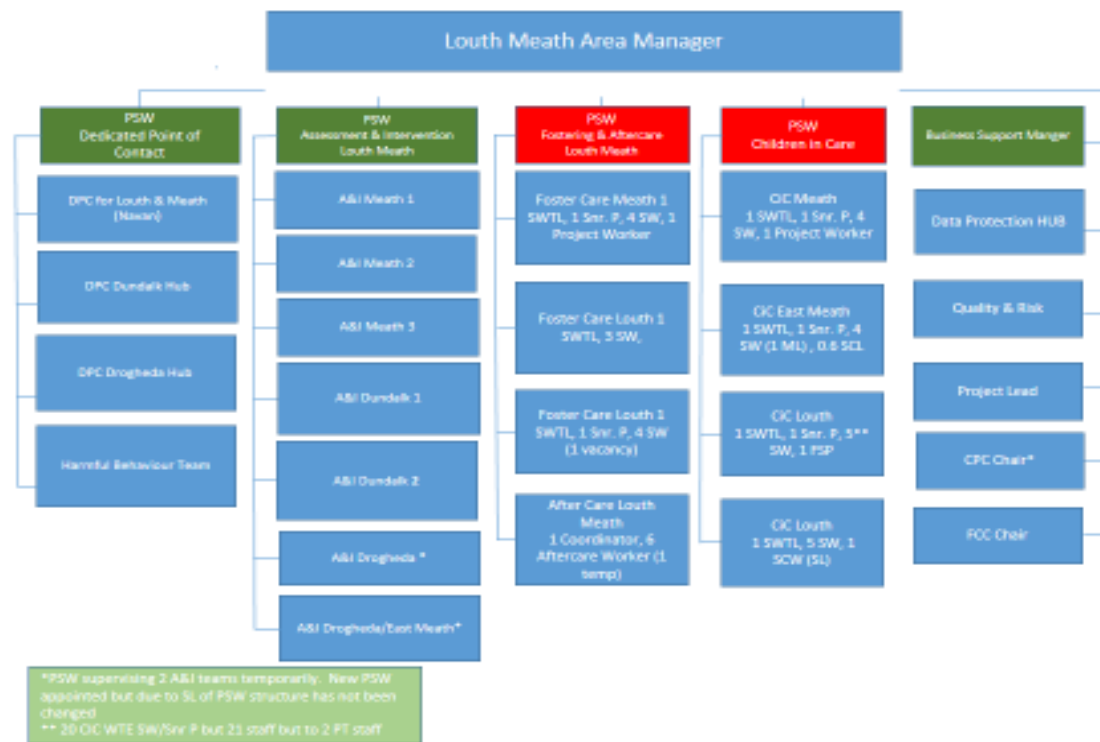 Louth Meath Area Manager
PSW
Dedicated Point of
Contact
DPC for Louth & Meath
(Navan)
DPC Dundalk Hub
DPC Drogheda Hub
Harmful Behaviour Team
PSW
Assessment & Intervention
Louth Meath
A&I Meath 1
A&I Meath 2
A&I Meath 3
A&I Dundalk 1
A&I Dundalk 2
A&I Drogheda *
A&I Drogheda/East Meath*
PSW
Fostering & Aftercare
Louth Meath
Foster Care Meath 1
SWTL, 1 Snr. P, 4 SW, 1
Project Worker
Foster Care Louth 1
SWTL, 3 SW,
Foster Care Louth 1
SWTL, 1 Snr. P, 4 SW
(1 vacancy)
After Care Louth
Meath
1 Coordinator, 6
Aftercare Worker (1
temp)
PSW
Children in Care
CiC Meath
1 SWTL, 1 Snr. P, 4
SW, 1 Project Worker
CiC East Meath
1 SWTL, 1 Snr. P, 4
SW (1 ML) , 0.6 SCL
CiC Louth
1 SWTL, 1 Snr. P, 5**
SW, 1 FSP
CiC Louth
1 SWTL, 5 SW, 1
SCW (SL)
Business Support Manger
Data Protection HUB
Quality & Risk
Project Lead
CPC Chair*
FCC Chair
*PSW supervising 2 A&I teams temporarily. New PSW
appointed but due to SL of PSW structure has not been
changed
** 20 CIC WTE SW/Snr P but 21 staff but to 2 PT staff